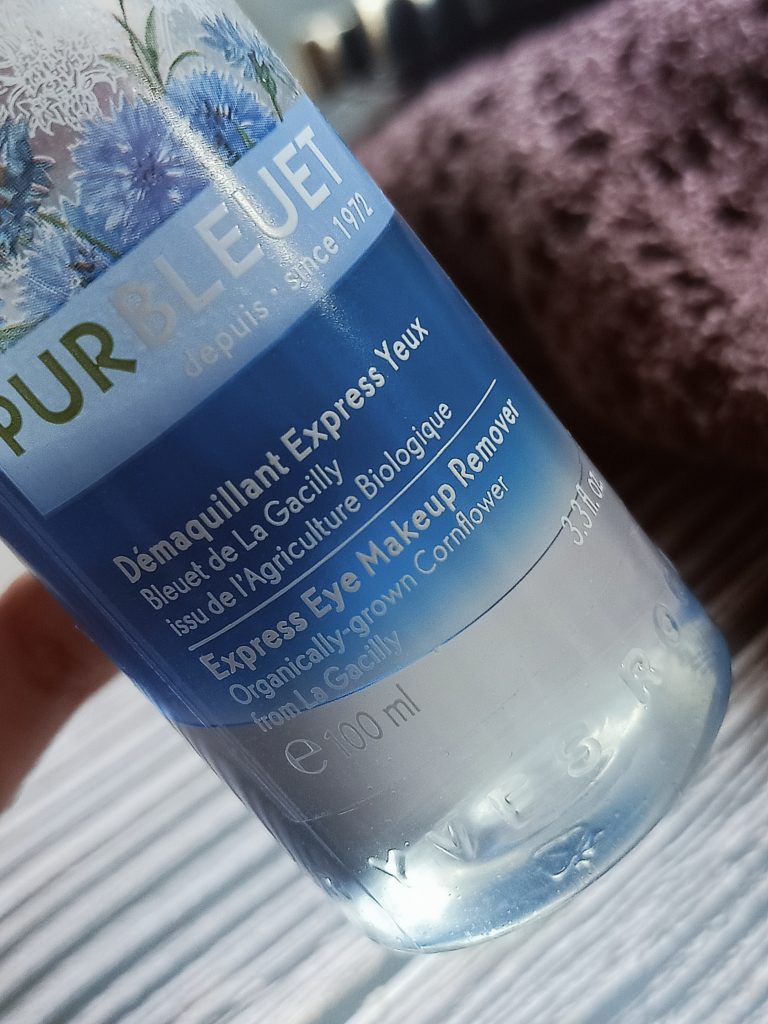 PUR BLEUET
depuis · since 1972
Démaquillant Express Yeux
Bleuet de La Gacilly
issu de l'Agriculture Biologique
Express Eye Makeup Remover
Organically-grown Cornflower
from La Gacilly
e 100 ml
3.3 fl. oz
YVES RO